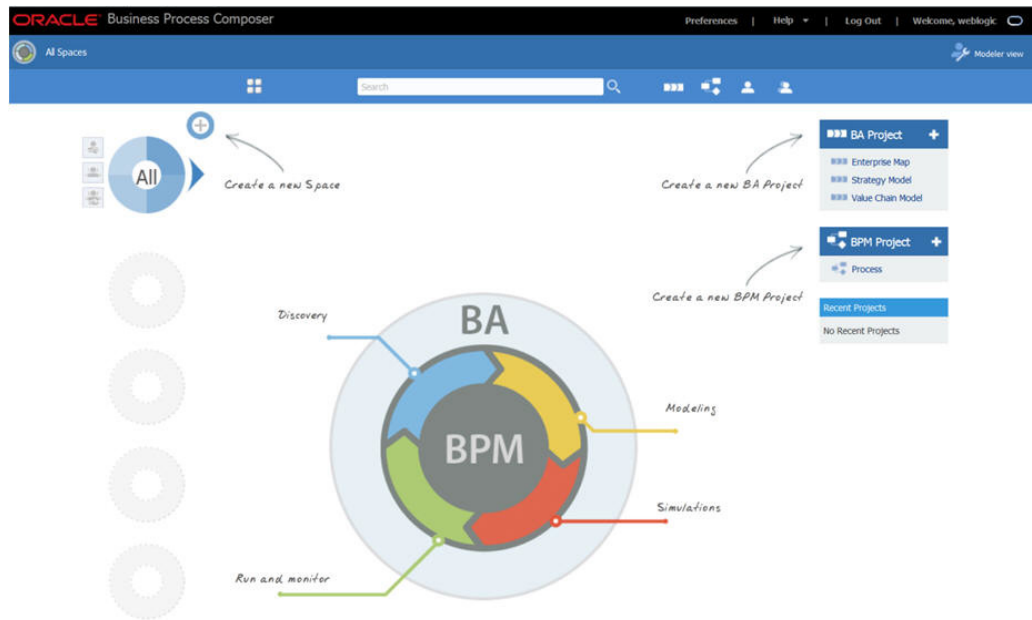 ORACLE Business Process Composer
Preferences | Help | Log Out | Welcome, weblogic
All Spaces
Modeler view
Search
All
Create a new Space
Create a new BA Project
BA Project
Enterprise Map
Strategy Model
Value Chain Model
BPM Project
Process
Create a new BPM Project
Recent Projects
No Recent Projects
Discovery
BA
Modeling
BPM
Simulations
Run and monitor